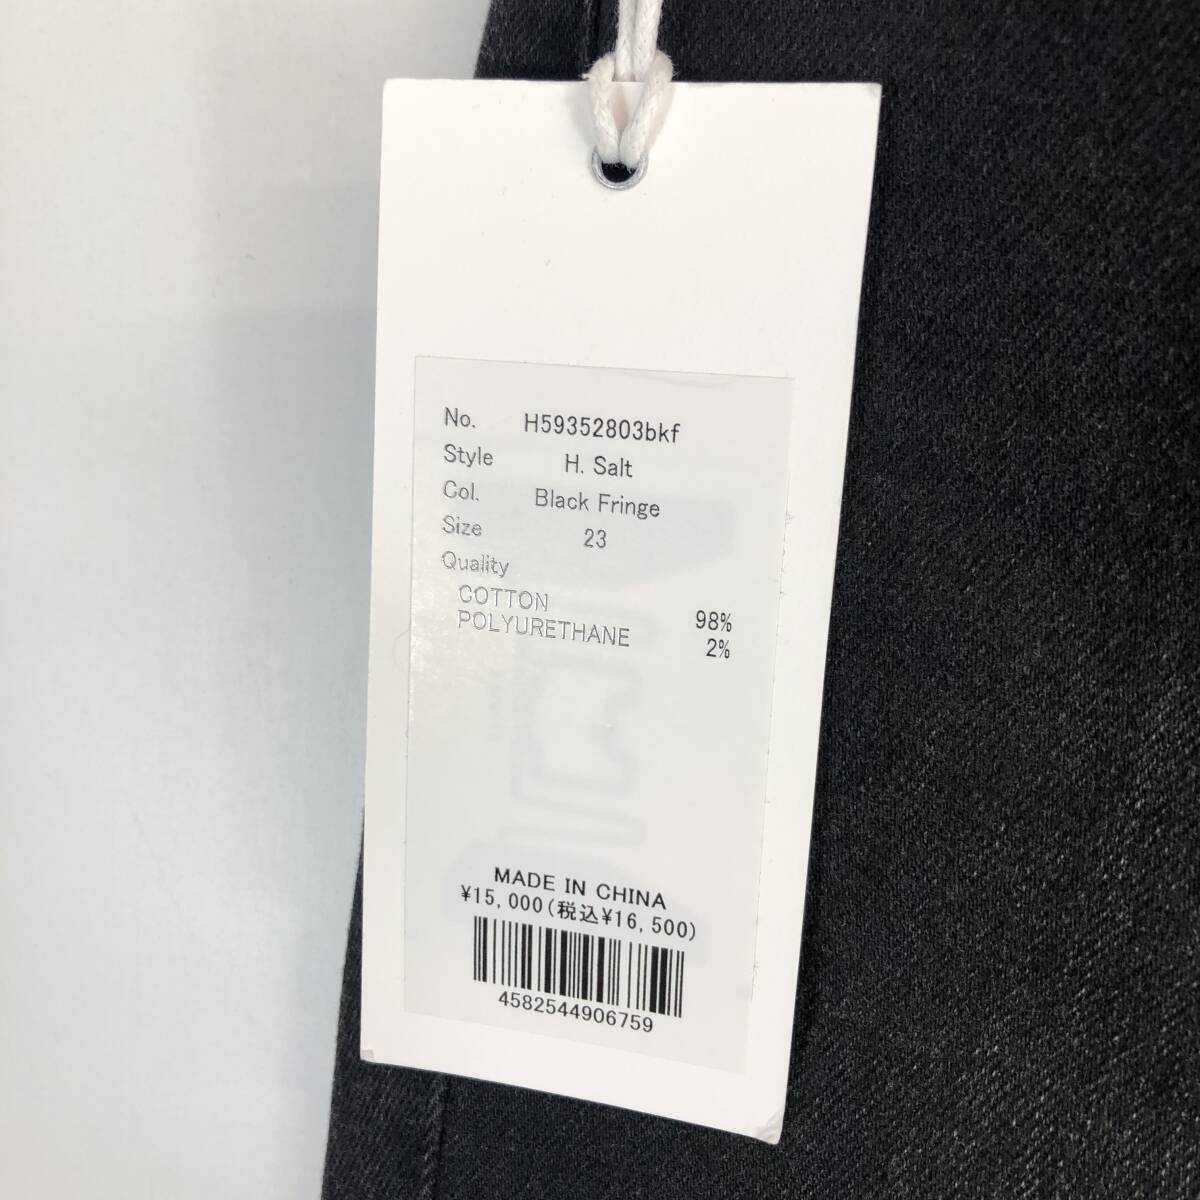 No. H59352803bkf
Style H. Salt
Col. Black Fringe
Size 23
Quality
COTTON 98%
POLYURETHANE 2%
MADE IN CHINA
¥15,000(税込¥16,500)
4582544906759